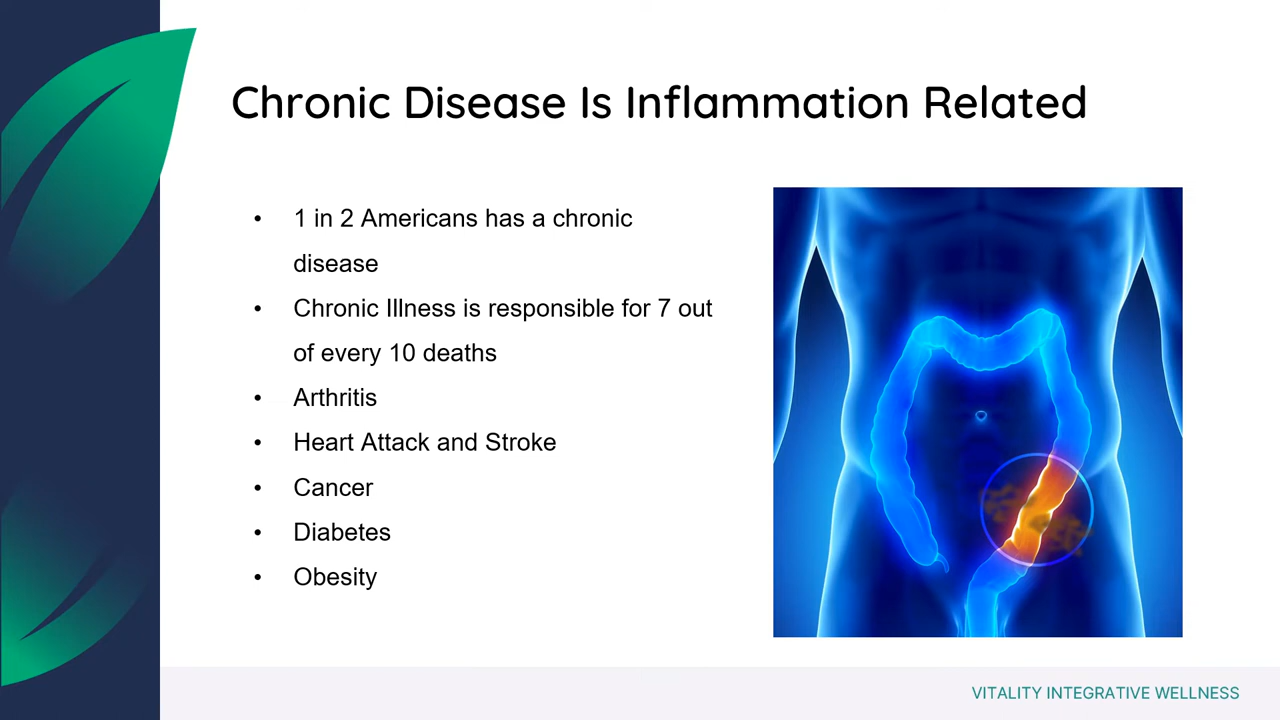 Chronic Disease Is Inflammation Related
• 1 in 2 Americans has a chronic
disease
• Chronic Illness is responsible for 7 out
of every 10 deaths
• Arthritis
• Heart Attack and Stroke
• Cancer
• Diabetes
• Obesity
VITALITY INTEGRATIVE WELLNESS